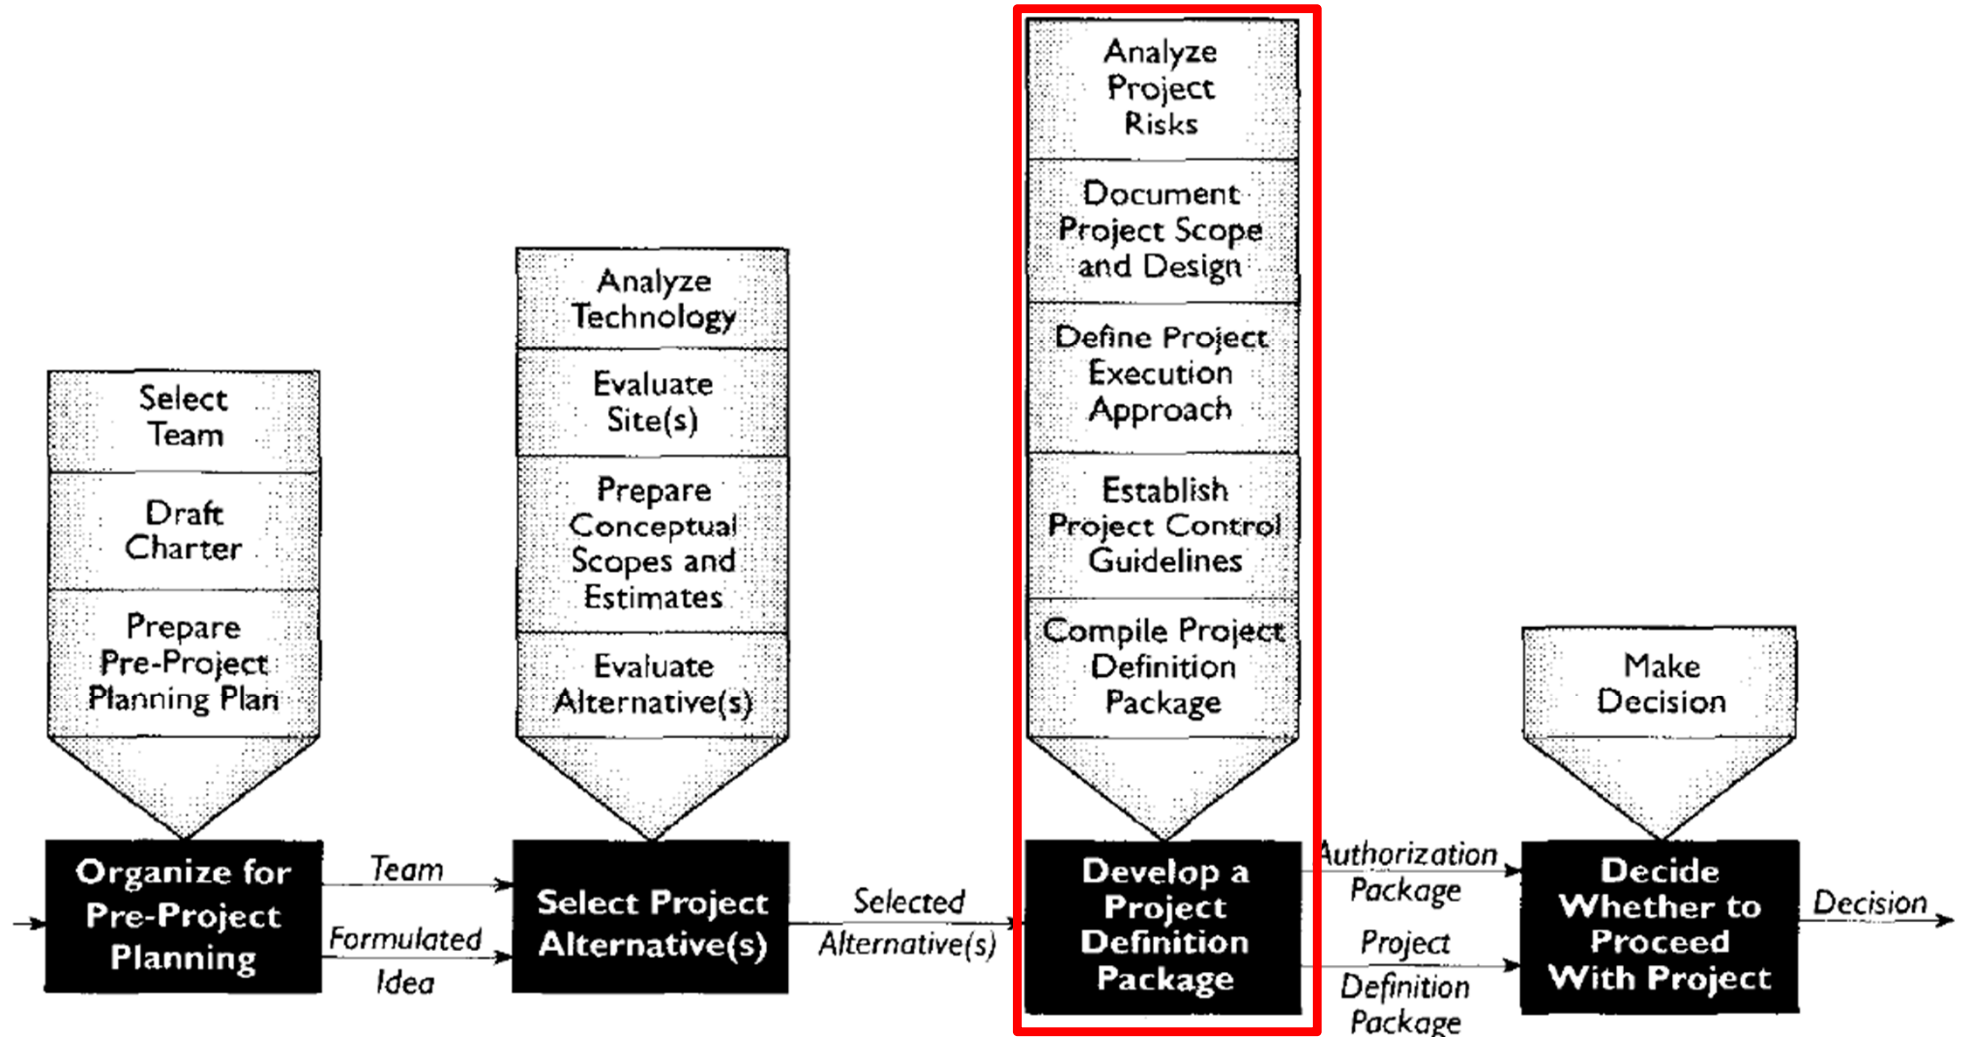 Select
Team
Draft
Charter
Prepare
Pre-Project
Planning Plan
Organize for
Pre-Project
Planning
Team
Formulated
Idea
Analyze
Technology
Evaluate
Site(s)
Prepare
Conceptual
Scopes and
Estimates
Evaluate
Alternative(s)
Select Project
Alternative(s)
Selected
Alternative(s)
Analyze
Project
Risks
Document
Project Scope
and Design
Define Project
Execution
Approach
Establish
Project Control
Guidelines
Compile Project
Definition
Package
Develop a
Project
Definition
Package
Authorization
Package
Project
Definition
Package
Make
Decision
Decide
Whether to
Proceed
With Project
Decision